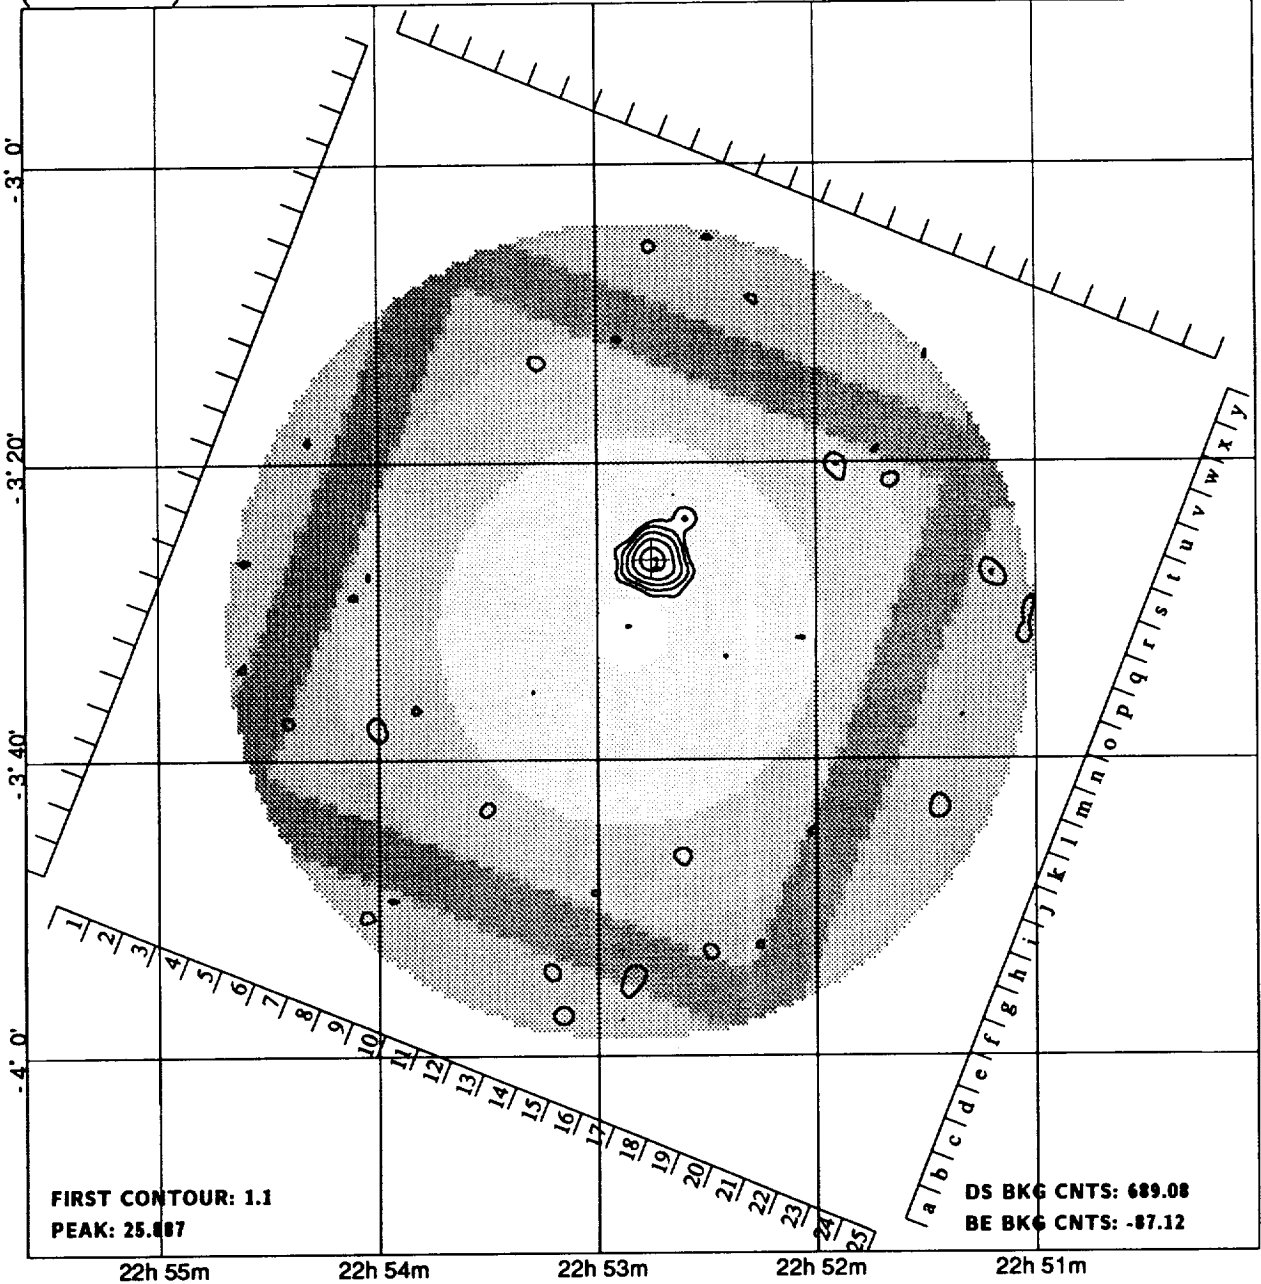 -3° 0'
-3° 20'
-3° 40'
-4° 0'
a b c d e f g h i j k l m n o p q r s t u v w x y
1 2 3 4 5 6 7 8 9 10 11 12 13 14 15 16 17 18 19 20 21 22 23 24 25
FIRST CONTOUR: 1.1
PEAK:
DS BKG CNTS: 689.08
BE BKG CNTS: -87.12
22h 55m 22h 54m 22h 53m 22h 52m 22h 51m